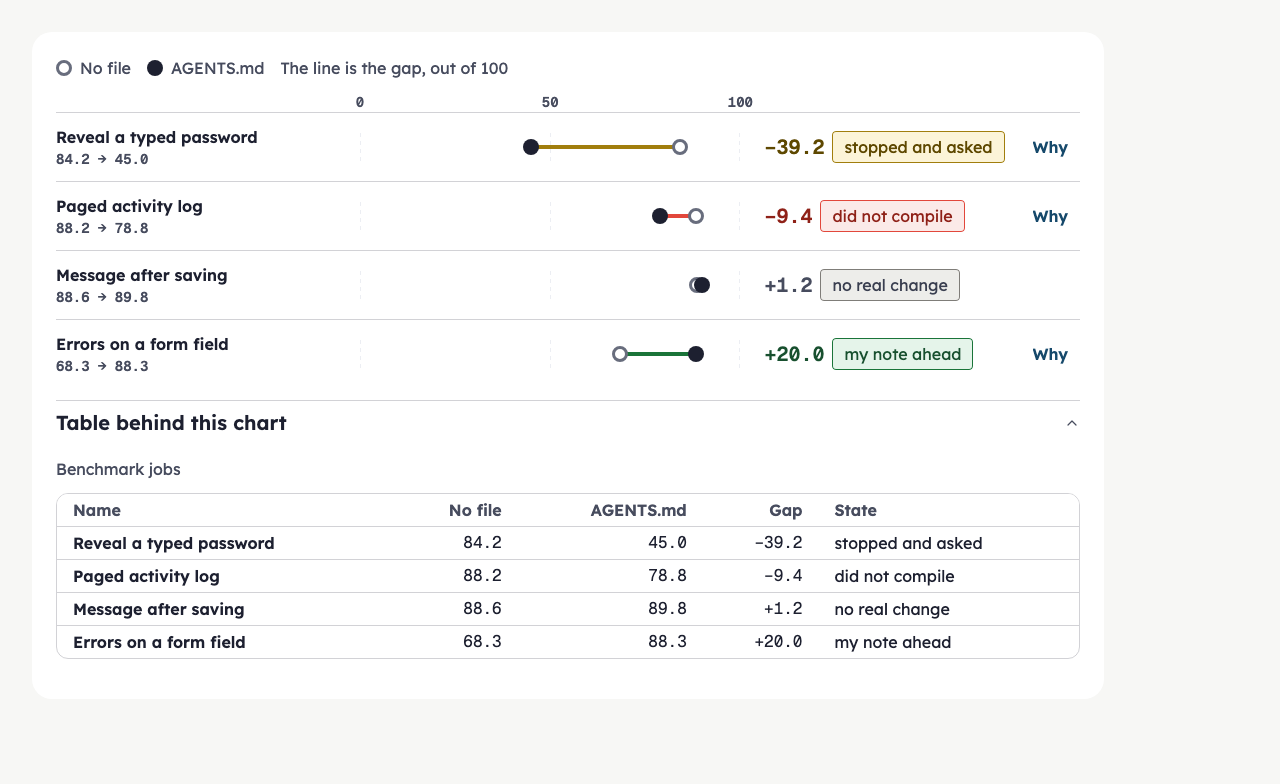 No file AGENTS.md The line is the gap, out of 100
0 50 100
Reveal a typed password
84.2 → 45.0
−39.2 stopped and asked Why
Paged activity log
88.2 → 78.8
−9.4 did not compile Why
Message after saving
88.6 → 89.8
+1.2 no real change
Errors on a form field
68.3 → 88.3
+20.0 my note ahead Why
Table behind this chart
Benchmark jobs
Name No file AGENTS.md Gap State
Reveal a typed password 84.2 45.0 −39.2 stopped and asked
Paged activity log 88.2 78.8 −9.4 did not compile
Message after saving 88.6 89.8 +1.2 no real change
Errors on a form field 68.3 88.3 +20.0 my note ahead